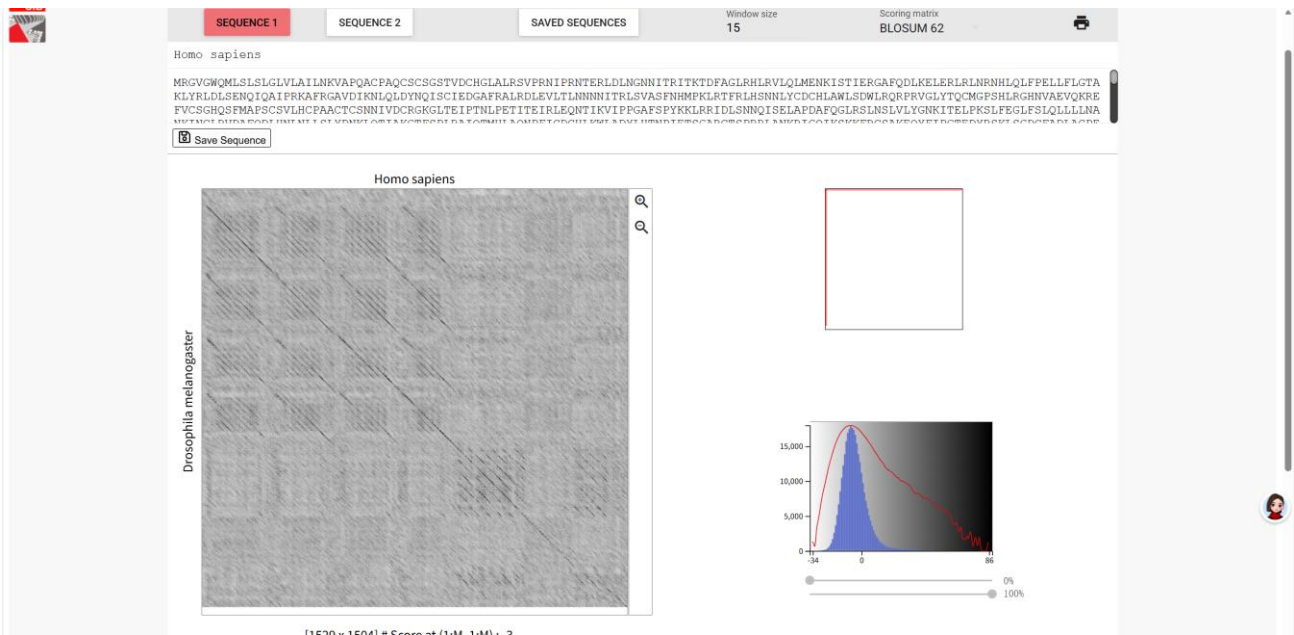 SEQUENCE 1 SEQUENCE 2 SAVED SEQUENCES Window size 15 Scoring matrix BLOSUM 62
Homo sapiens
MRGVGWQMLSLSLGLVLAILNKVAPQACPAQCSCSGSTVDCHGLALRSVPRNIPRNTERLDLNGNNITRITKTDFAGLRHLRVLQLMENKISTIERGAFQDLKELERLRLNRNHLQLFPELLFLGTA
KLYRLDLSENQIQAIPRKAFRGAVDIKNLQLDYNQISCIEDGAFRALRDLEVLTLNNNNITRLSVASFNHMPKLRTFRLHSNNLYCDCHLAWLSDWLRQRPRVGLYTQCMGPSHLRGHNVAEVQKRE
FVCSGHQSFMAPSCSVLHCPAACTCSNNIVDCRGKGLTEIPTNLPETITEIRLEQNTIKVIPPGAFSPYKKLRRIDLSNNQISELAPDAFQGLRSLNSLVLYGNKITELPKSLFEGLFSLQLLLLNA
Save Sequence
Homo sapiens
Drosophila melanogaster
15,000
10,000
5,000
0
-34 0 86
0%
100%